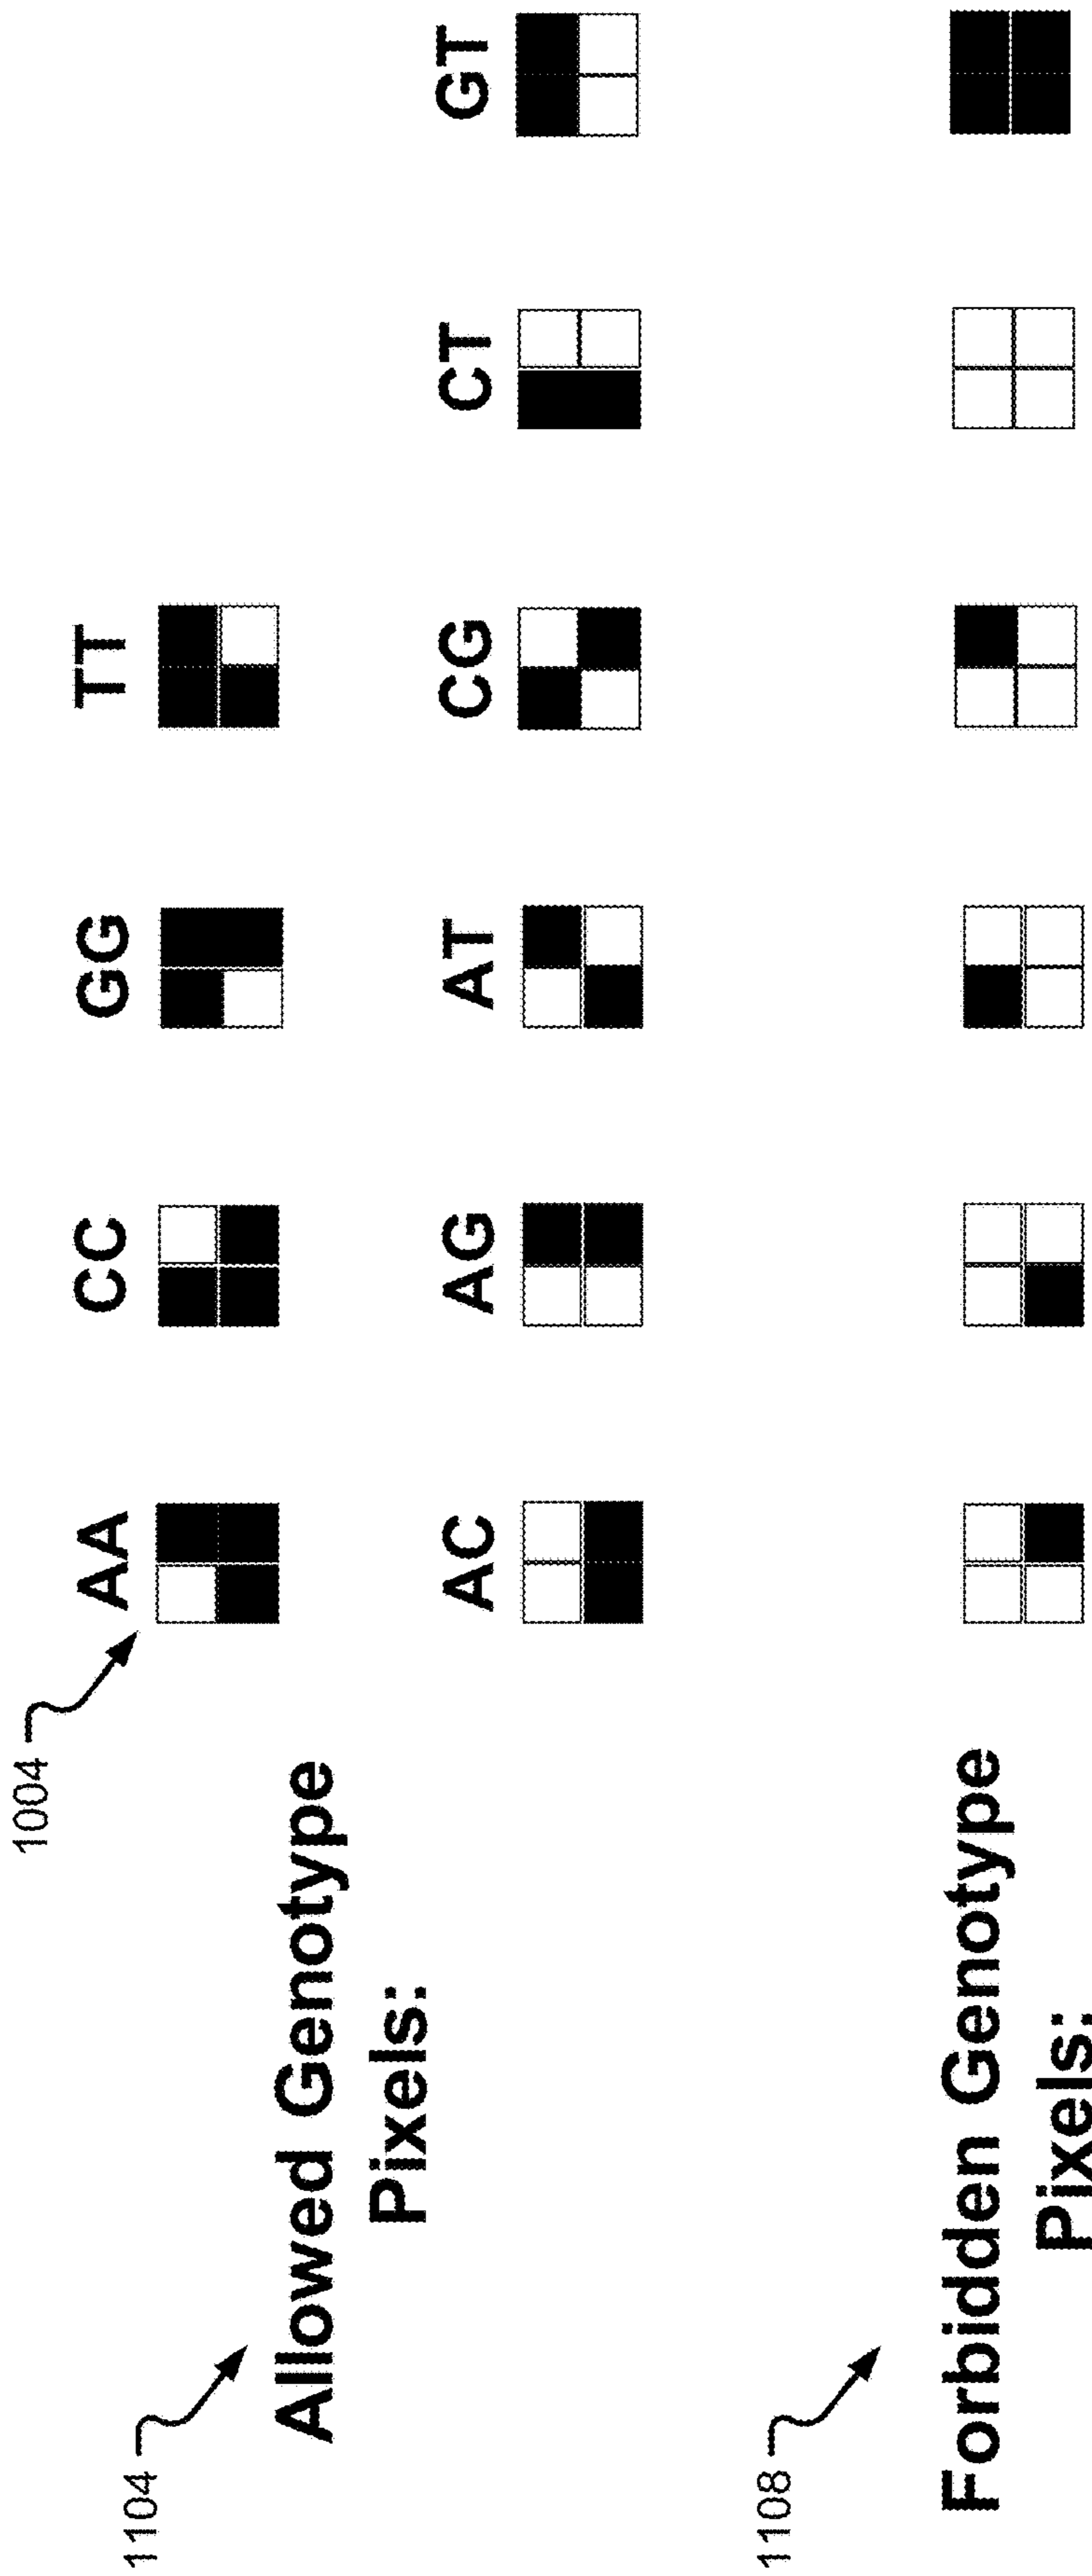 1004
1104
Allowed Genotype
Pixels:
AA CC GG TT
AC AG AT CG CT GT
1108
Forbidden Genotype
Pixels: